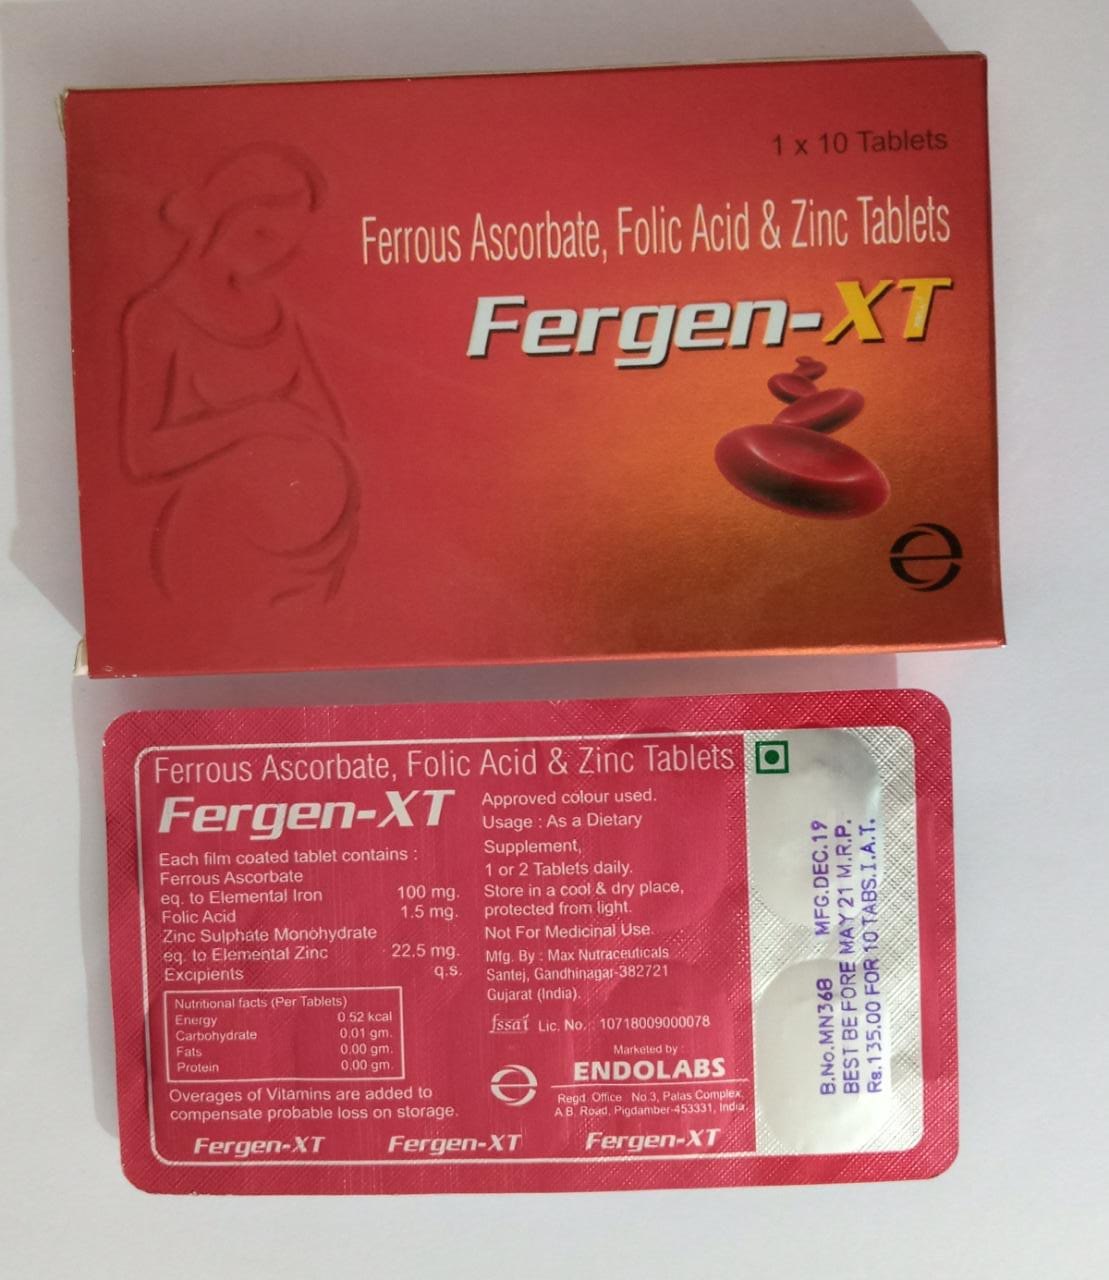 1 x 10 Tablets
Ferrous Ascorbate, Folic Acid & Zinc Tablets
Fergen-XT
Ferrous Ascorbate, Folic Acid & Zinc Tablets
Fergen-XT
Each film coated tablet contains :
Ferrous Ascorbate
eq. to Elemental Iron 100 mg.
Folic Acid 1.5 mg.
Zinc Sulphate Monohydrate
eq. to Elemental Zinc 22.5 mg.
Excipients q.s.
Nutritional facts (Per Tablets)
Energy 0.52 kcal
Carbohydrate 0.01 gm.
Fats 0.00 gm.
Protein 0.00 gm.
Overages of Vitamins are added to
compensate probable loss on storage.
Approved colour used.
Usage : As a Dietary
Supplement,
1 or 2 Tablets daily.
Store in a cool & dry place,
protected from light.
Not For Medicinal Use.
Mfg. By : Max Nutraceuticals
Santej, Gandhinagar-382721
Gujarat (India).
fssai Lic. No. : 10718009000078
Marketed by :
ENDOLABS
Regd. Office No.3, Palas Complex,
A.B. Road, Pigdamber-453331, India.
Fergen-XT Fergen-XT Fergen-XT
B.No.MN368 MFG.DEC.19
BEST BEFORE MAY 21 M.R.P.
Rs.135.00 FOR 10 TABS.I.A.T.